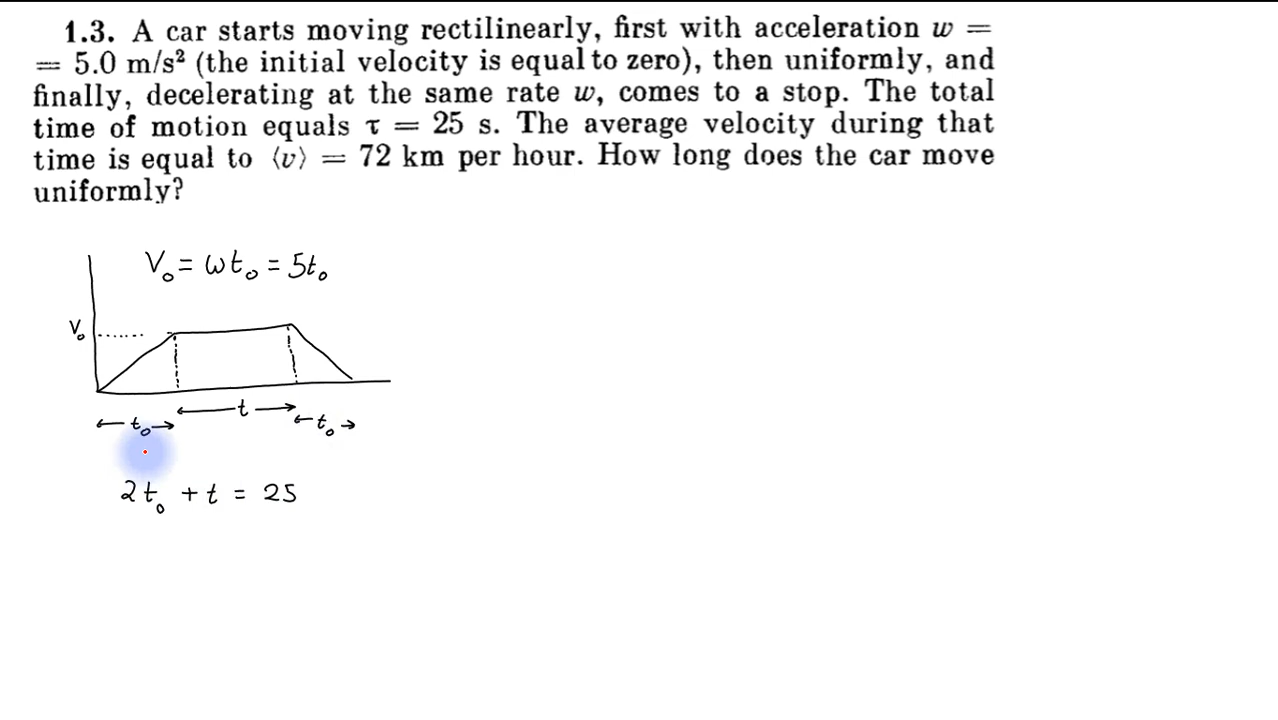 1.3. A car starts moving rectilinearly, first with acceleration w =
= 5.0 m/s² (the initial velocity is equal to zero), then uniformly, and
finally, decelerating at the same rate w, comes to a stop. The total
time of motion equals τ = 25 s. The average velocity during that
time is equal to ⟨v⟩ = 72 km per hour. How long does the car move
uniformly?
V₀ = ωt₀ = 5t₀
V₀
t
t₀
t₀
2t₀ + t = 25